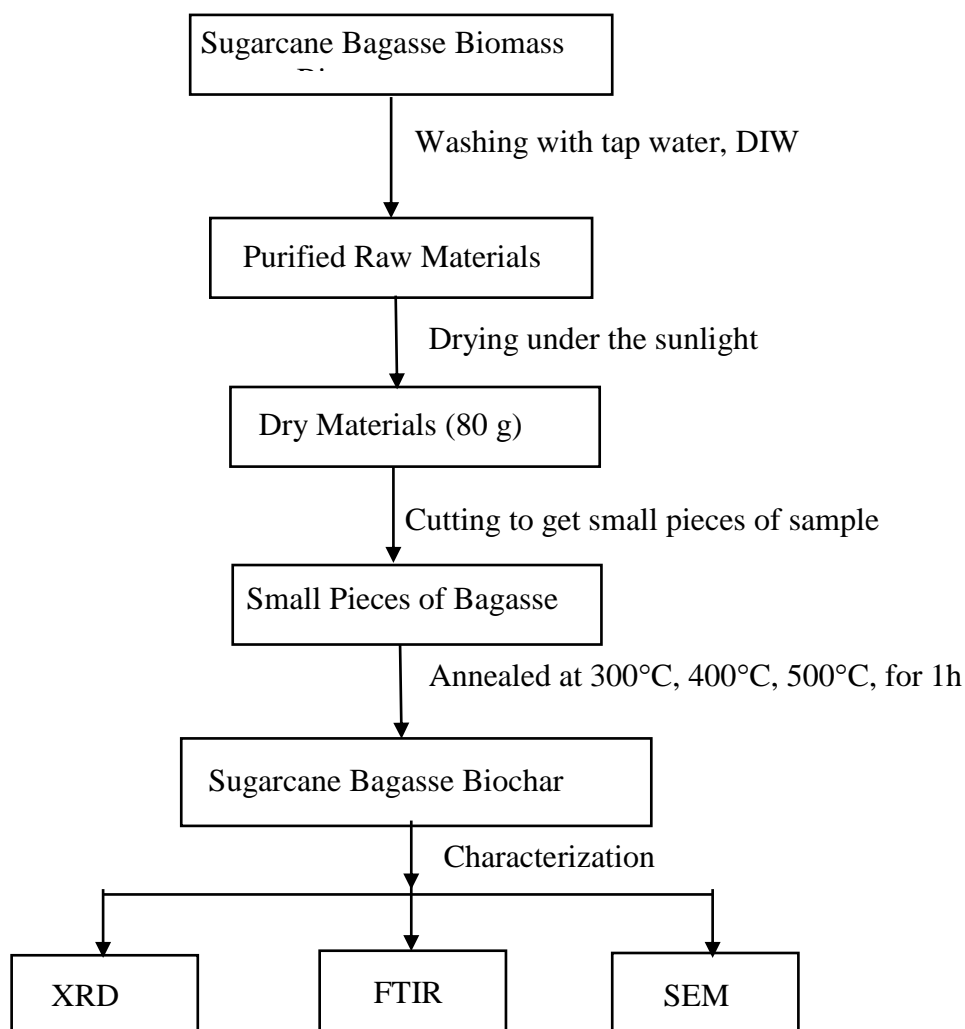 Sugarcane Bagasse Biomass
Washing with tap water, DIW
Purified Raw Materials
Drying under the sunlight
Dry Materials (80 g)
Cutting to get small pieces of sample
Small Pieces of Bagasse
Annealed at 300°C, 400°C, 500°C, for 1h
Sugarcane Bagasse Biochar
Characterization
XRD
FTIR
SEM